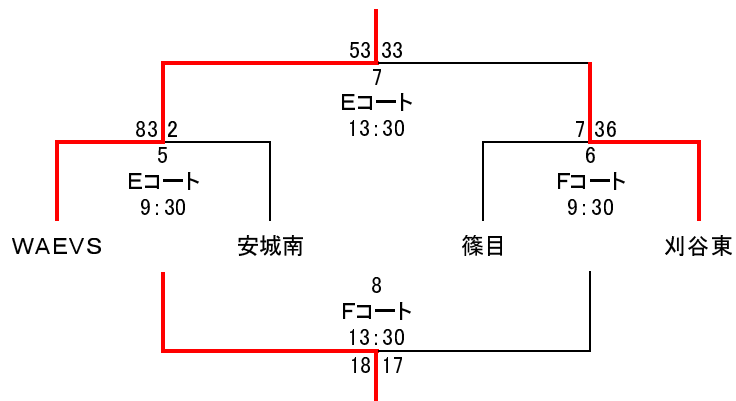 53 33
7
Eコート
13:30
83 2
5
Eコート
9:30
7 36
6
Fコート
9:30
WAEVS
安城南
篠目
刈谷東
8
Fコート
13:30
18 17